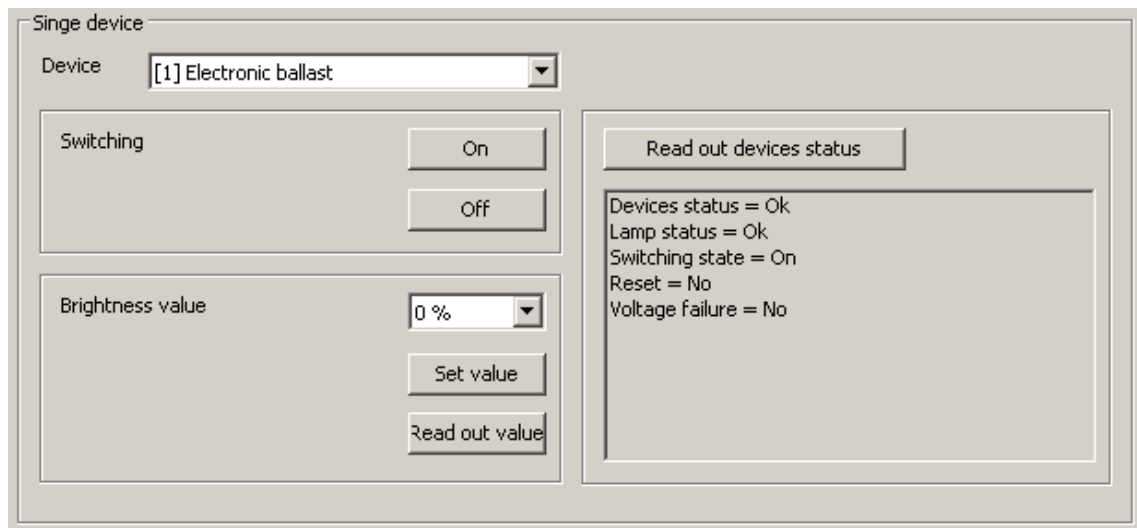 Singe device
Device
[1] Electronic ballast
Switching
On
Off
Brightness value
0 %
Set value
Read out value
Read out devices status
Devices status = Ok
Lamp status = Ok
Switching state = On
Reset = No
Voltage failure = No